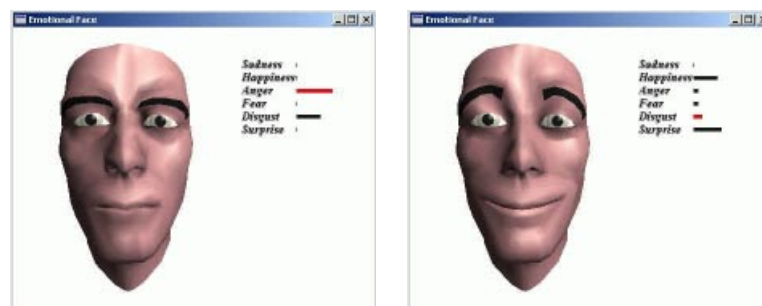 Emotional Face
Sadness
Happiness
Anger
Fear
Disgust
Surprise
Emotional Face
Sadness
Happiness
Anger
Fear
Disgust
Surprise